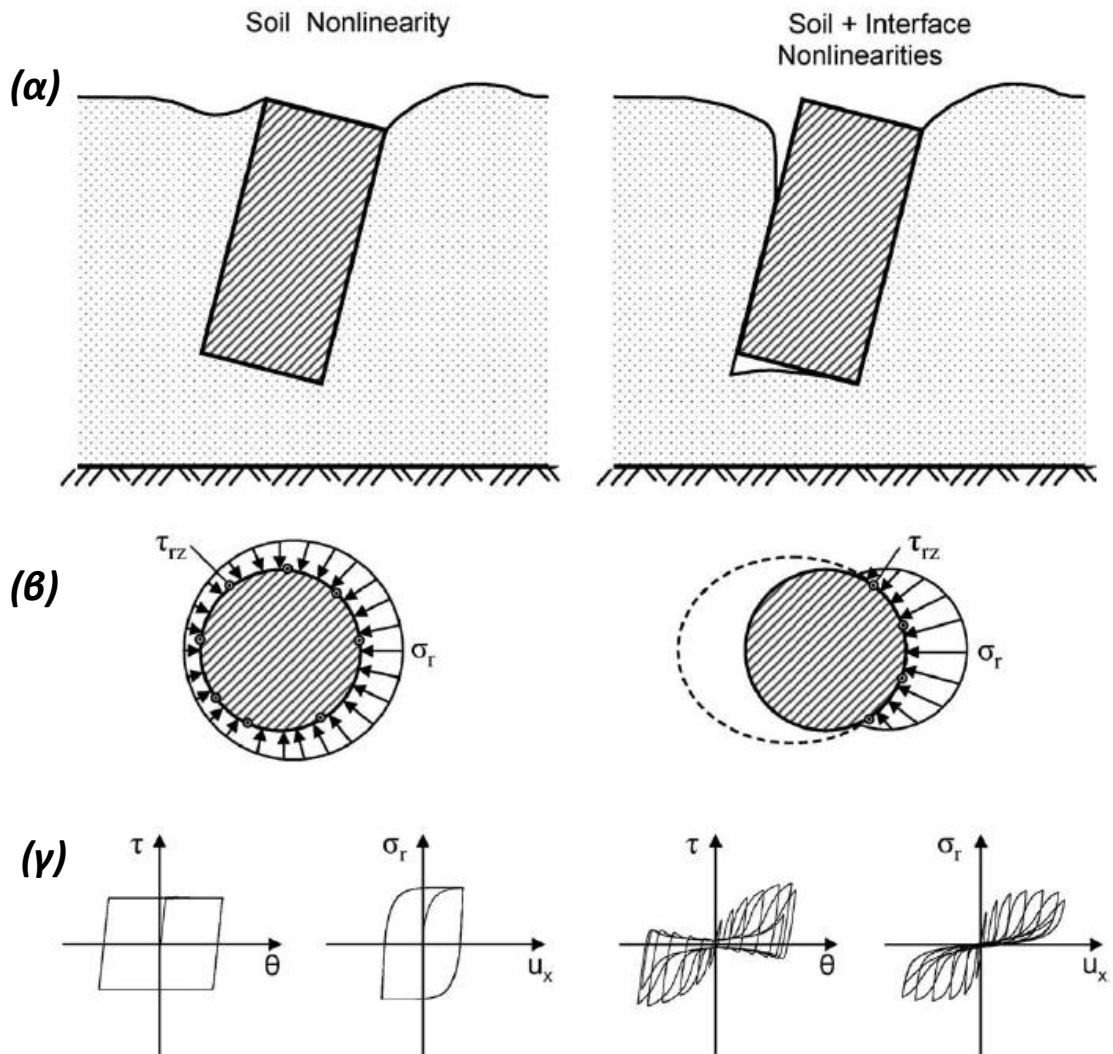 Soil Nonlinearity
Soil + Interface
Nonlinearities
(α)
(β)
τrz
σr
τrz
σr
(γ)
τ
θ
σr
ux
τ
θ
σr
ux